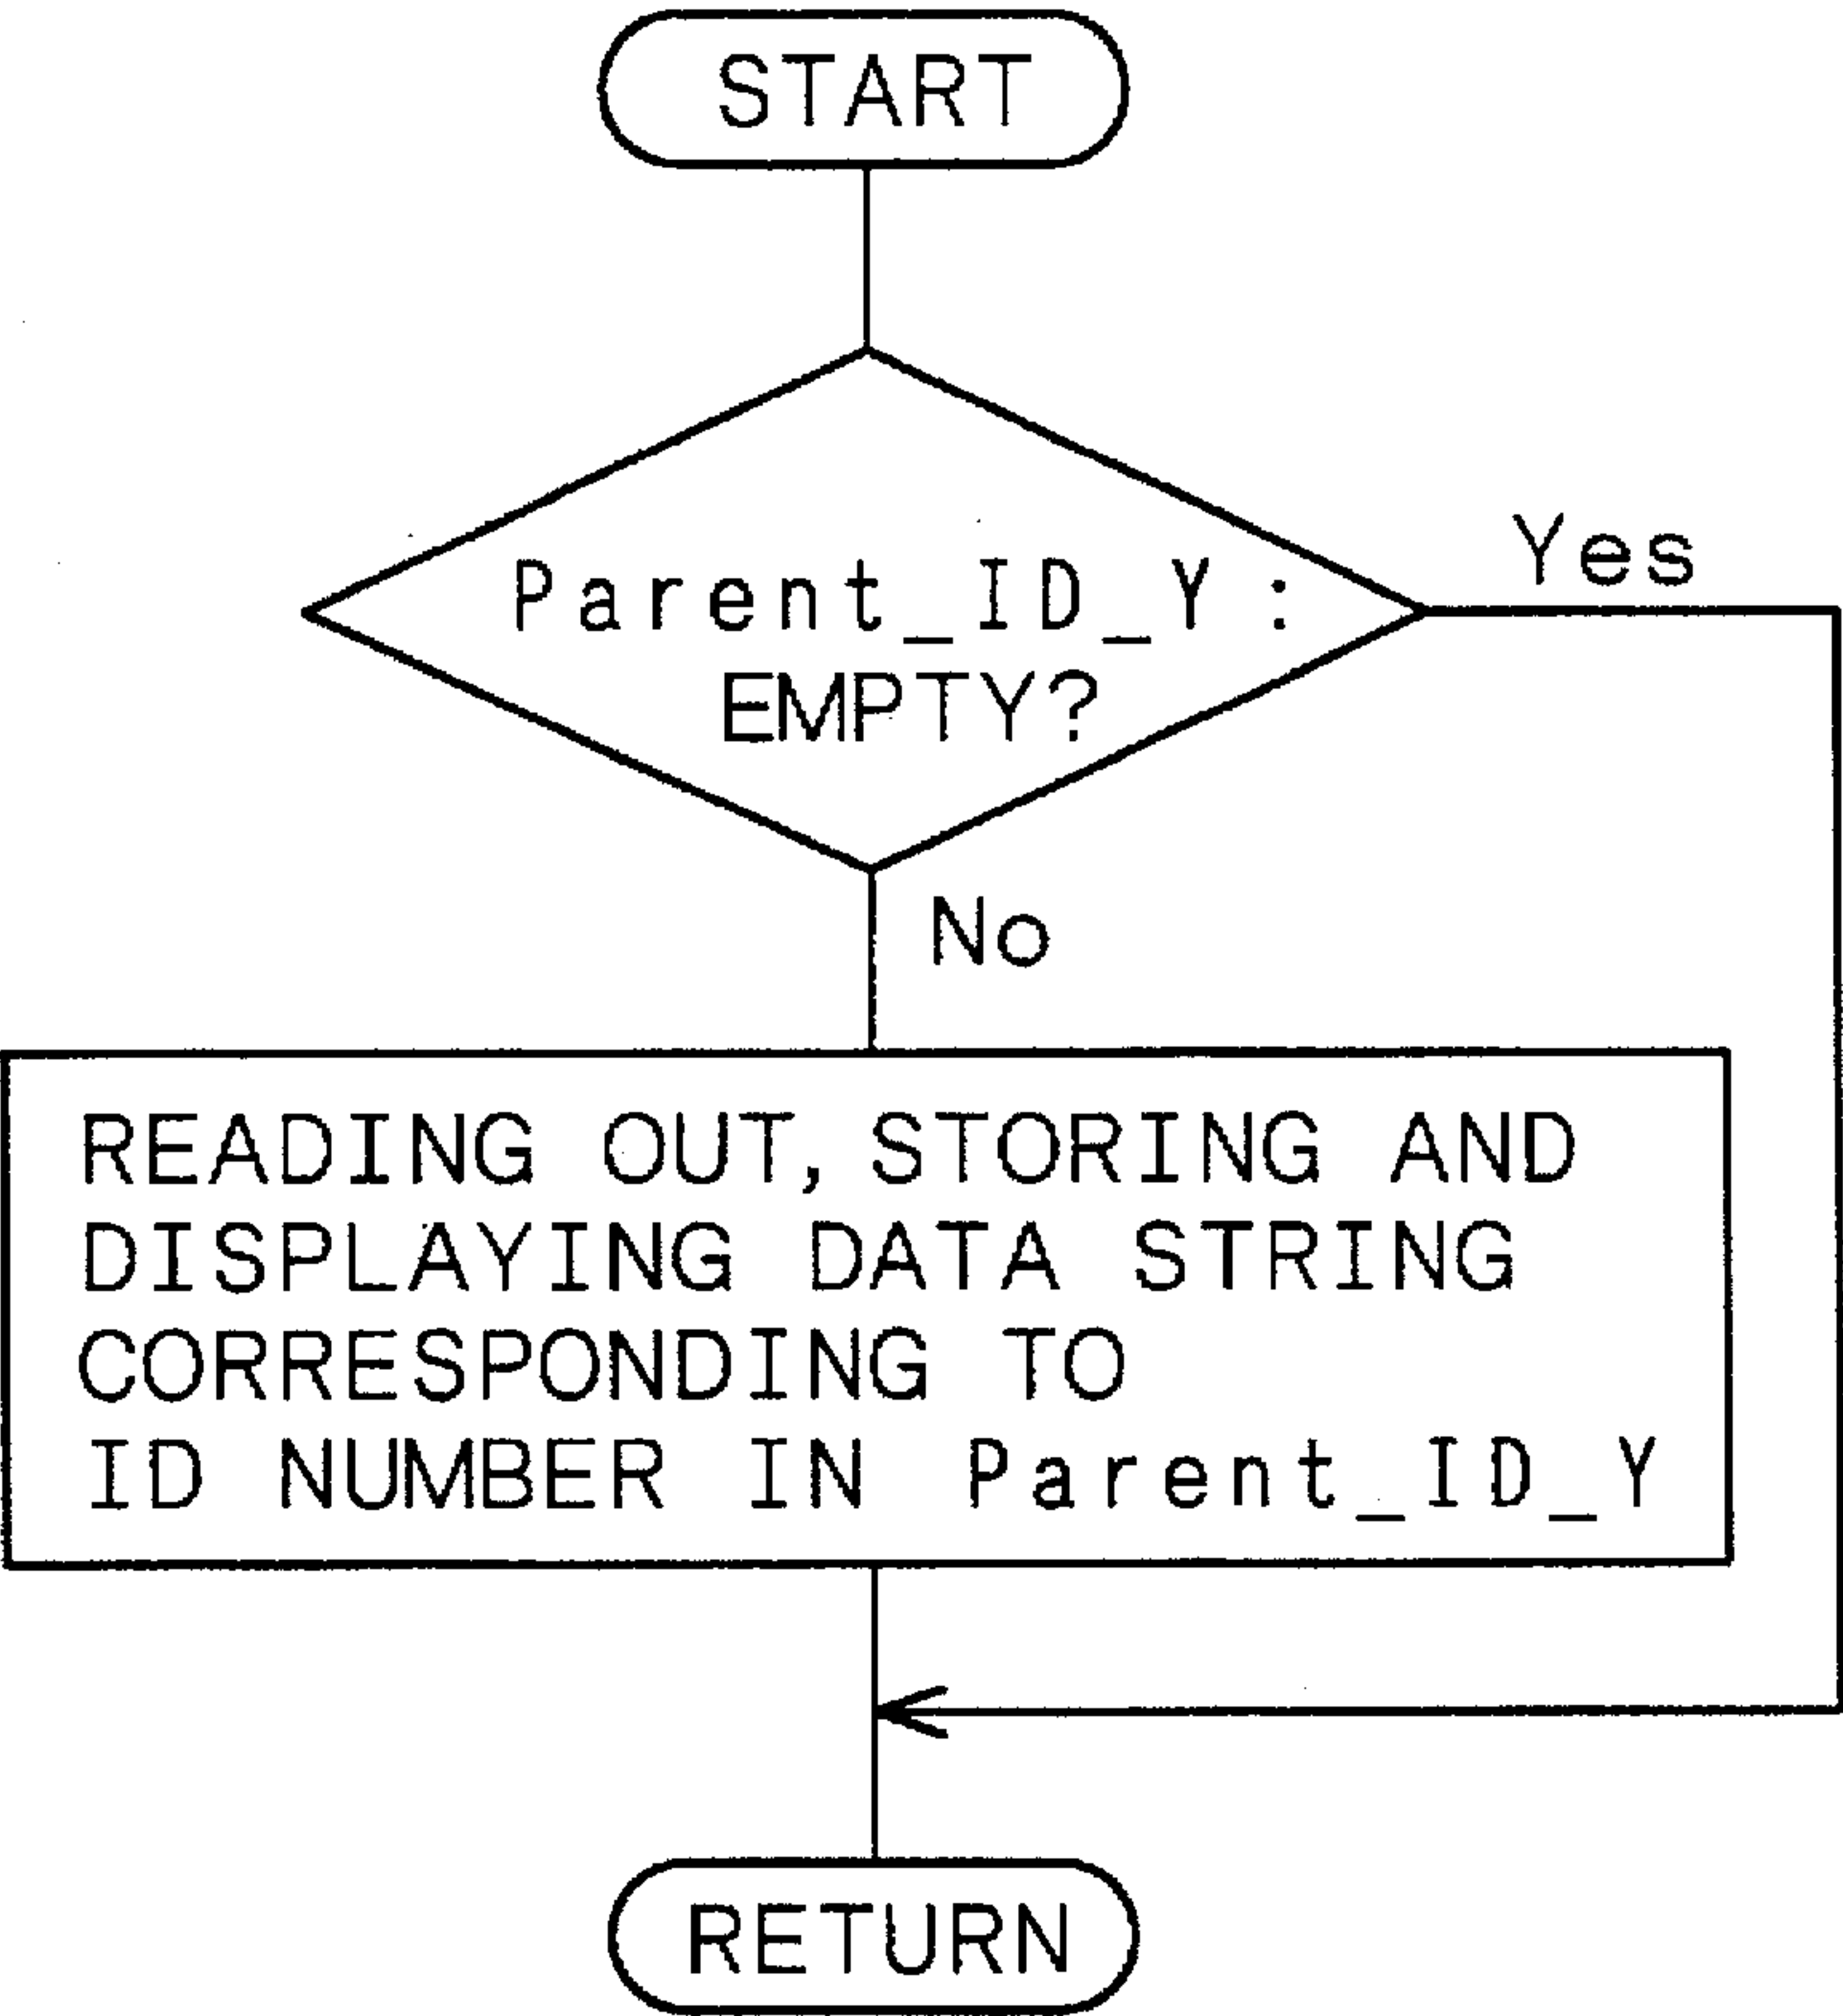 START
Parent_ID_Y :
EMPTY?
Yes
No
READING OUT, STORING AND
DISPLAYING DATA STRING
CORRESPONDING TO
ID NUMBER IN Parent_ID_Y
RETURN